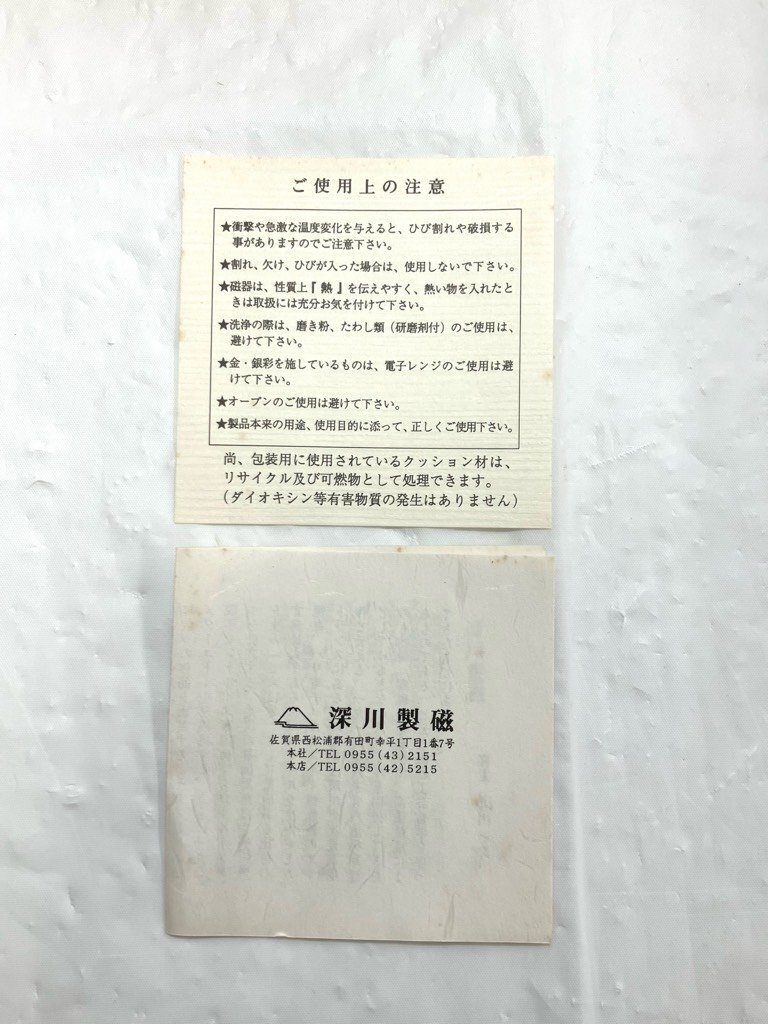 ご使用上の注意
★衝撃や急激な温度変化を与えると、ひび割れや破損する
事がありますのでご注意下さい。
★割れ、欠け、ひびが入った場合は、使用しないで下さい。
★磁器は、性質上『熱』を伝えやすく、熱い物を入れたと
きは取扱には充分お気を付けて下さい。
★洗浄の際は、磨き粉、たわし類（研磨剤付）のご使用は、
避けて下さい。
★金・銀彩を施しているものは、電子レンジのご使用は避
けて下さい。
★オーブンのご使用は避けて下さい。
★製品本来の用途、使用目的に添って、正しくご使用下さい。
尚、包装用に使用されているクッション材は、
リサイクル及び可燃物として処理できます。
（ダイオキシン等有害物質の発生はありません）
深川製磁
佐賀県西松浦郡有田町幸平1丁目1番7号
本社／TEL 0955 (43) 2151
本店／TEL 0955 (42) 5215